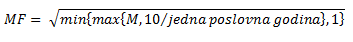 MF = √min{max{M, 10/jedna poslovna godina}, 1}